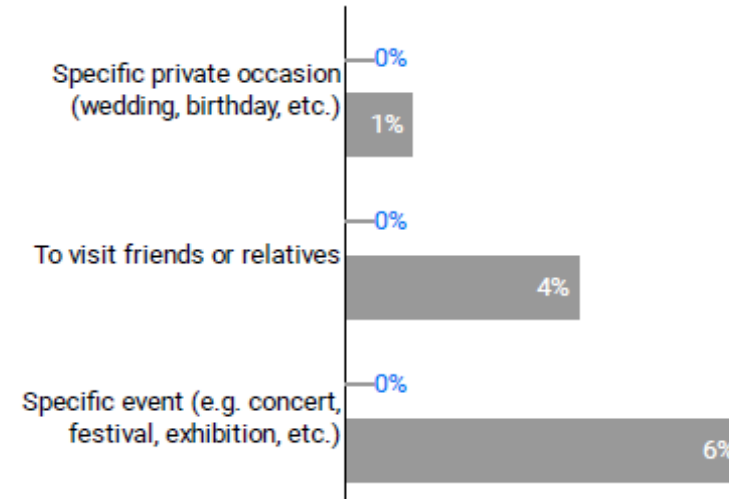 0%
Specific private occasion
(wedding, birthday, etc.)
1%
0%
To visit friends or relatives
4%
0%
Specific event (e.g. concert,
festival, exhibition, etc.)
6%